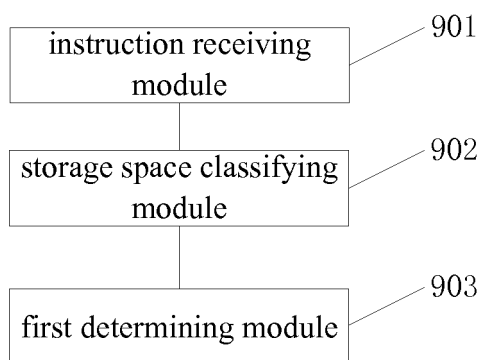 901
instruction receiving
module
902
storage space classifying
module
903
first determining module